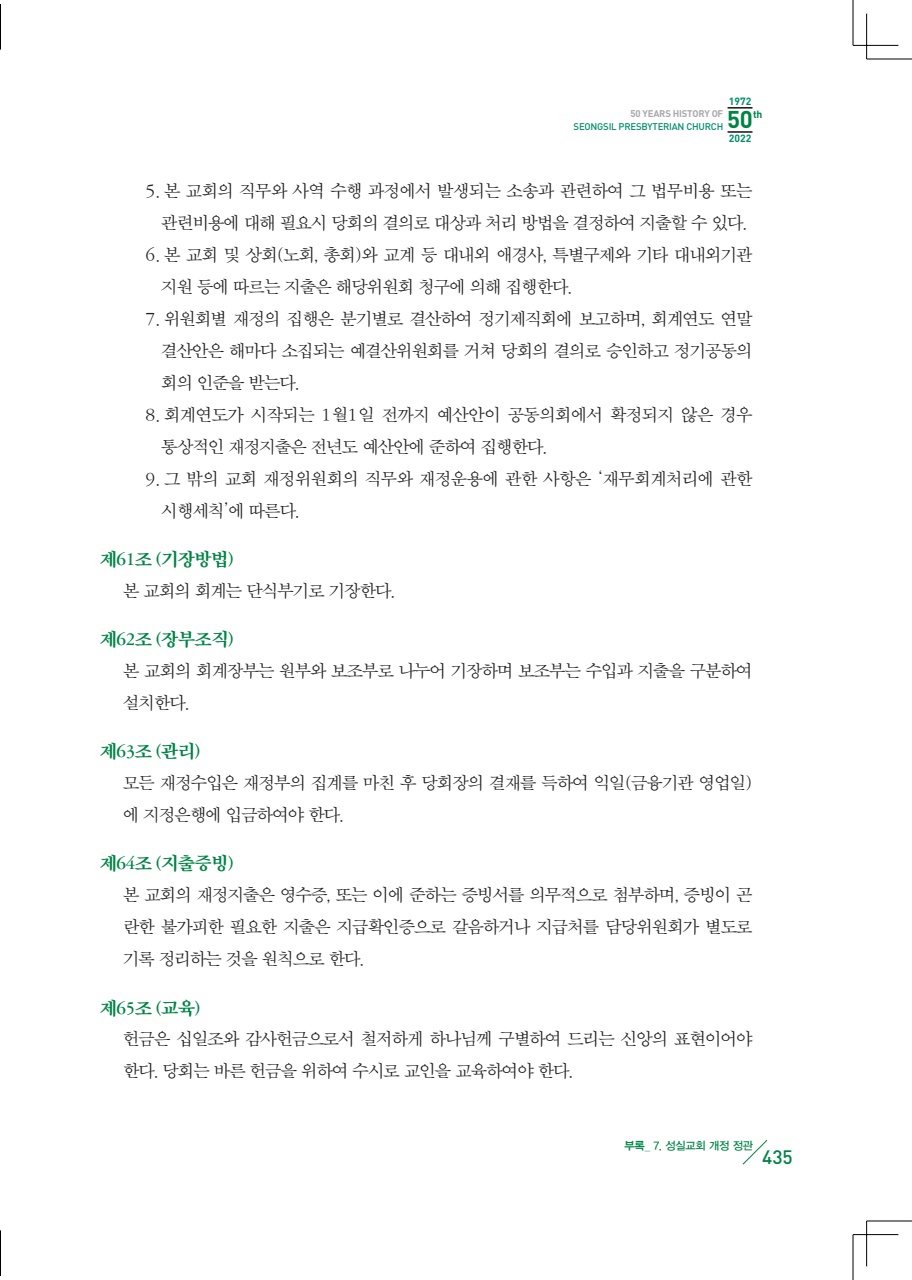 1972
50 YEARS HISTORY OF
SEONGSIL PRESBYTERIAN CHURCH
50th
2022
5. 본 교회의 직무와 사역 수행 과정에서 발생되는 소송과 관련하여 그 법무비용 또는
관련비용에 대해 필요시 당회의 결의로 대상과 처리 방법을 결정하여 지출할 수 있다.
6. 본 교회 및 상회(노회, 총회)와 교계 등 대내외 애경사, 특별구제와 기타 대내외기관
지원 등에 따르는 지출은 해당위원회 청구에 의해 집행한다.
7. 위원회별 재정의 집행은 분기별로 결산하여 정기제직회에 보고하며, 회계연도 연말
결산안은 해마다 소집되는 예결산위원회를 거쳐 당회의 결의로 승인하고 정기공동의
회의 인준을 받는다.
8. 회계연도가 시작되는 1월1일 전까지 예산안이 공동의회에서 확정되지 않은 경우
통상적인 재정지출은 전년도 예산안에 준하여 집행한다.
9. 그 밖의 교회 재정위원회의 직무와 재정운용에 관한 사항은 ‘재무회계처리에 관한
시행세칙’에 따른다.
제61조 (기장방법)
본 교회의 회계는 단식부기로 기장한다.
제62조 (장부조직)
본 교회의 회계장부는 원부와 보조부로 나누어 기장하며 보조부는 수입과 지출을 구분하여
설치한다.
제63조 (관리)
모든 재정수입은 재정부의 집계를 마친 후 당회장의 결재를 득하여 익일(금융기관 영업일)
에 지정은행에 입금하여야 한다.
제64조 (지출증빙)
본 교회의 재정지출은 영수증, 또는 이에 준하는 증빙서를 의무적으로 첨부하며, 증빙이 곤
란한 불가피한 필요한 지출은 지급확인증으로 갈음하거나 지급처를 담당위원회가 별도로
기록 정리하는 것을 원칙으로 한다.
제65조 (교육)
헌금은 십일조와 감사헌금으로서 철저하게 하나님께 구별하여 드리는 신앙의 표현이어야
한다. 당회는 바른 헌금을 위하여 수시로 교인을 교육하여야 한다.
부록_ 7. 성실교회 개정 정관
435